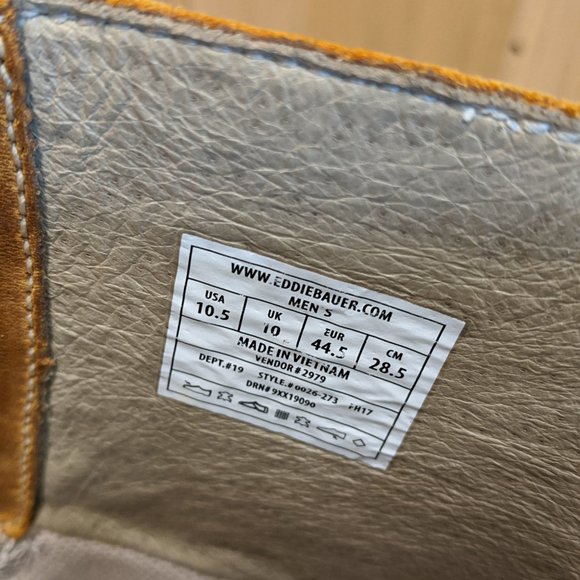 WWW.EDDIEBAUER.COM
MEN'S
USA UK EUR CM
10.5 10 44.5 28.5
MADE IN VIETNAM
VENDOR#2979
DEPT.#19 STYLE.#0026-273 FH17
DRN#9XX19090